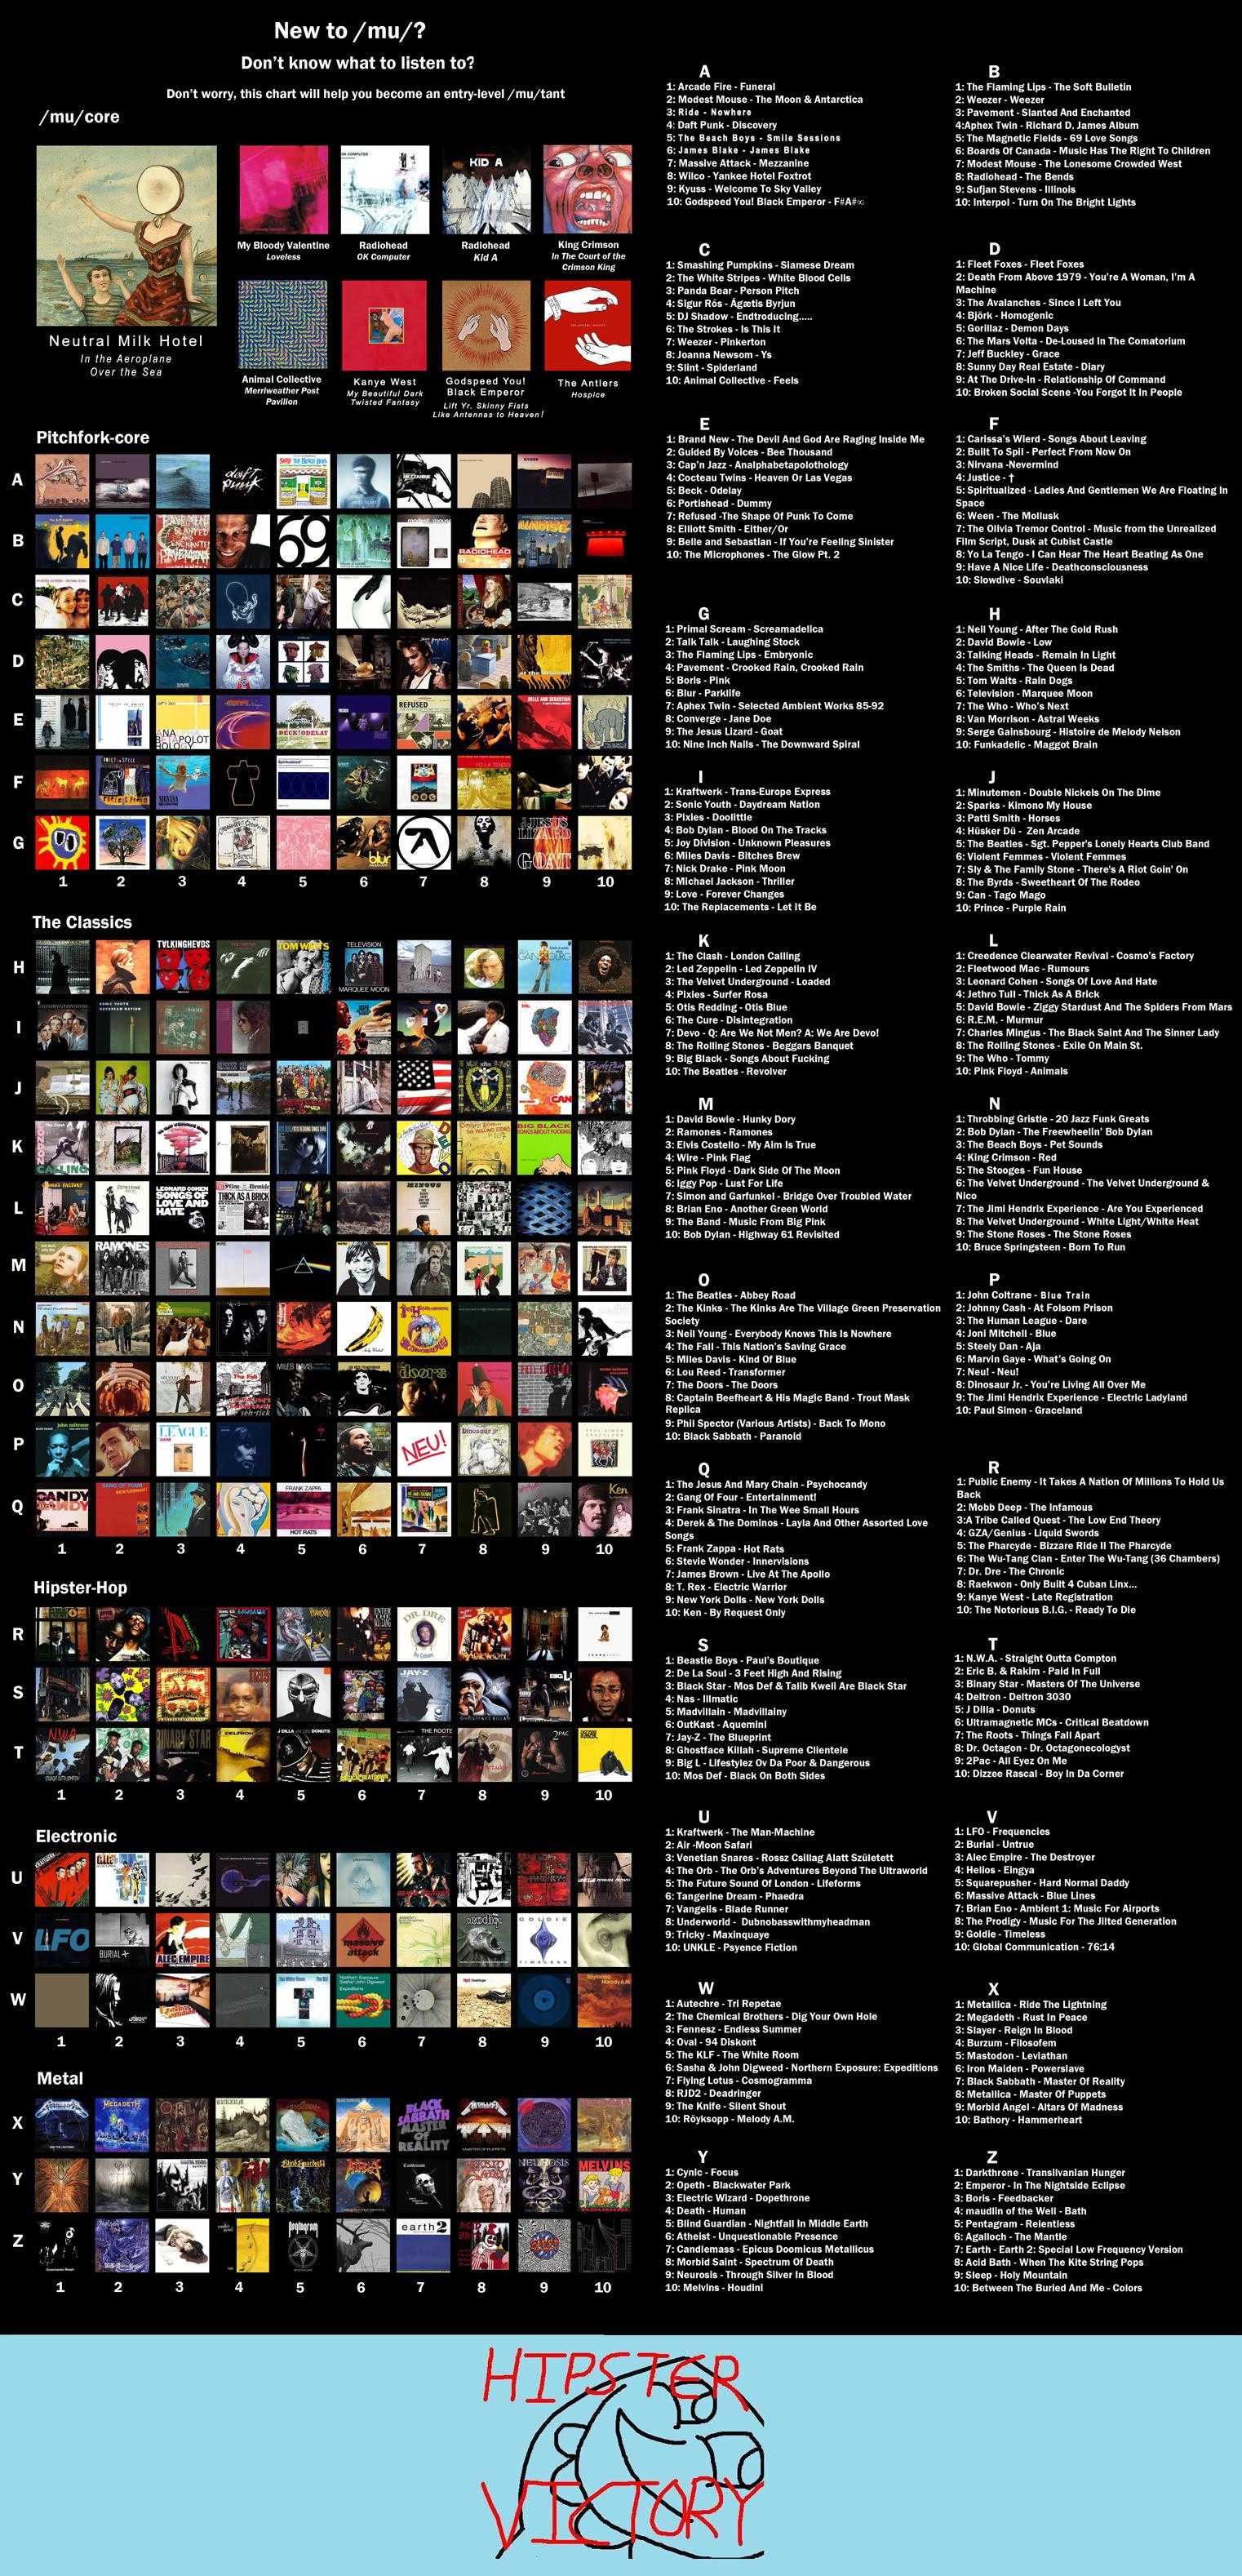 New to /mu/?
Don't know what to listen to?
Don't worry, this chart will help you become an entry-level /mu/tant
/mu/core
My Bloody Valentine
Loveless
Radiohead
OK Computer
Radiohead
Kid A
King Crimson
In The Court of the
Crimson King
Neutral Milk Hotel
In the Aeroplane
Over the Sea
Animal Collective
Merriweather Post
Pavilion
Kanye West
My Beautiful Dark
Twisted Fantasy
Godspeed You!
Black Emperor
Lift Yr. Skinny Fists
Like Antennas to Heaven!
The Antlers
Hospice
Pitchfork-core
A
B
C
D
E
F
G
1 2 3 4 5 6 7 8 9 10
The Classics
H
I
J
K
L
M
N
O
P
Q
1 2 3 4 5 6 7 8 9 10
Hipster-Hop
R
S
T
1 2 3 4 5 6 7 8 9 10
Electronic
U
V
W
1 2 3 4 5 6 7 8 9 10
Metal
X
Y
Z
1 2 3 4 5 6 7 8 9 10
A
1: Arcade Fire - Funeral
2: Modest Mouse - The Moon & Antarctica
3: Ride - Nowhere
4: Daft Punk - Discovery
5: The Beach Boys - Smile Sessions
6: James Blake - James Blake
7: Massive Attack - Mezzanine
8: Wilco - Yankee Hotel Foxtrot
9: Kyuss - Welcome To Sky Valley
10: Godspeed You! Black Emperor - F#A#∞
B
1: The Flaming Lips - The Soft Bulletin
2: Weezer - Weezer
3: Pavement - Slanted And Enchanted
4:Aphex Twin - Richard D. James Album
5: The Magnetic Fields - 69 Love Songs
6: Boards Of Canada - Music Has The Right To Children
7: Modest Mouse - The Lonesome Crowded West
8: Radiohead - The Bends
9: Sufjan Stevens - Illinois
10: Interpol - Turn On The Bright Lights
C
1: Smashing Pumpkins - Siamese Dream
2: The White Stripes - White Blood Cells
3: Panda Bear - Person Pitch
4: Sigur Rós - Ágætis Byrjun
5: DJ Shadow - Endtroducing.....
6: The Strokes - Is This It
7: Weezer - Pinkerton
8: Joanna Newsom - Ys
9: Slint - Spiderland
10: Animal Collective - Feels
D
1: Fleet Foxes - Fleet Foxes
2: Death From Above 1979 - You're A Woman, I'm A
Machine
3: The Avalanches - Since I Left You
4: Björk - Homogenic
5: Gorillaz - Demon Days
6: The Mars Volta - De-Loused In The Comatorium
7: Jeff Buckley - Grace
8: Sunny Day Real Estate - Diary
9: At The Drive-In - Relationship Of Command
10: Broken Social Scene -You Forgot It In People
E
1: Brand New - The Devil And God Are Raging Inside Me
2: Guided By Voices - Bee Thousand
3: Cap'n Jazz - Analphabetapolothology
4: Cocteau Twins - Heaven Or Las Vegas
5: Beck - Odelay
6: Portishead - Dummy
7: Refused -The Shape Of Punk To Come
8: Elliott Smith - Either/Or
9: Belle and Sebastian - If You're Feeling Sinister
10: The Microphones - The Glow Pt. 2
F
1: Carissa's Wierd - Songs About Leaving
2: Built To Spil - Perfect From Now On
3: Nirvana -Nevermind
4: Justice - †
5: Spiritualized - Ladies And Gentlemen We Are Floating In
Space
6: Ween - The Mollusk
7: The Olivia Tremor Control - Music from the Unrealized
Film Script, Dusk at Cubist Castle
8: Yo La Tengo - I Can Hear The Heart Beating As One
9: Have A Nice Life - Deathconsciousness
10: Slowdive - Souvlaki
G
1: Primal Scream - Screamadelica
2: Talk Talk - Laughing Stock
3: The Flaming Lips - Embryonic
4: Pavement - Crooked Rain, Crooked Rain
5: Boris - Pink
6: Blur - Parklife
7: Aphex Twin - Selected Ambient Works 85-92
8: Converge - Jane Doe
9: The Jesus Lizard - Goat
10: Nine Inch Nails - The Downward Spiral
H
1: Neil Young - After The Gold Rush
2: David Bowie - Low
3: Talking Heads - Remain In Light
4: The Smiths - The Queen Is Dead
5: Tom Waits - Rain Dogs
6: Television - Marquee Moon
7: The Who - Who's Next
8: Van Morrison - Astral Weeks
9: Serge Gainsbourg - Histoire de Melody Nelson
10: Funkadelic - Maggot Brain
I
1: Kraftwerk - Trans-Europe Express
2: Sonic Youth - Daydream Nation
3: Pixies - Doolittle
4: Bob Dylan - Blood On The Tracks
5: Joy Division - Unknown Pleasures
6: Miles Davis - Bitches Brew
7: Nick Drake - Pink Moon
8: Michael Jackson - Thriller
9: Love - Forever Changes
10: The Replacements - Let it Be
J
1: Minutemen - Double Nickels On The Dime
2: Sparks - Kimono My House
3: Patti Smith - Horses
4: Hüsker Dü - Zen Arcade
5: The Beatles - Sgt. Pepper's Lonely Hearts Club Band
6: Violent Femmes - Violent Femmes
7: Sly & The Family Stone - There's A Riot Goin' On
8: The Byrds - Sweetheart Of The Rodeo
9: Can - Tago Mago
10: Prince - Purple Rain
K
1: The Clash - London Calling
2: Led Zeppelin - Led Zeppelin IV
3: The Velvet Underground - Loaded
4: Pixies - Surfer Rosa
5: Otis Redding - Otis Blue
6: The Cure - Disintegration
7: Devo - Q: Are We Not Men? A: We Are Devo!
8: The Rolling Stones - Beggars Banquet
9: Big Black - Songs About Fucking
10: The Beatles - Revolver
L
1: Creedence Clearwater Revival - Cosmo's Factory
2: Fleetwood Mac - Rumours
3: Leonard Cohen - Songs Of Love And Hate
4: Jethro Tull - Thick As A Brick
5: David Bowie - Ziggy Stardust And The Spiders From Mars
6: R.E.M. - Murmur
7: Charles Mingus - The Black Saint And The Sinner Lady
8: The Rolling Stones - Exile On Main St.
9: The Who - Tommy
10: Pink Floyd - Animals
M
1: David Bowie - Hunky Dory
2: Ramones - Ramones
3: Elvis Costello - My Aim Is True
4: Wire - Pink Flag
5: Pink Floyd - Dark Side Of The Moon
6: Iggy Pop - Lust For Life
7: Simon and Garfunkel - Bridge Over Troubled Water
8: Brian Eno - Another Green World
9: The Band - Music From Big Pink
10: Bob Dylan - Highway 61 Revisited
N
1: Throbbing Gristle - 20 Jazz Funk Greats
2: Bob Dylan - The Freewheelin' Bob Dylan
3: The Beach Boys - Pet Sounds
4: King Crimson - Red
5: The Stooges - Fun House
6: The Velvet Underground - The Velvet Underground &
Nico
7: The Jimi Hendrix Experience - Are You Experienced
8: The Velvet Underground - White Light/White Heat
9: The Stone Roses - The Stone Roses
10: Bruce Springsteen - Born To Run
O
1: The Beatles - Abbey Road
2: The Kinks - The Kinks Are The Village Green Preservation
Society
3: Neil Young - Everybody Knows This Is Nowhere
4: The Fall - This Nation's Saving Grace
5: Miles Davis - Kind Of Blue
6: Lou Reed - Transformer
7: The Doors - The Doors
8: Captain Beefheart & His Magic Band - Trout Mask
Replica
9: Phil Spector (Various Artists) - Back To Mono
10: Black Sabbath - Paranoid
P
1: John Coltrane - Blue Train
2: Johnny Cash - At Folsom Prison
3: The Human League - Dare
4: Joni Mitchell - Blue
5: Steely Dan - Aja
6: Marvin Gaye - What's Going On
7: Neu! - Neu!
8: Dinosaur Jr. - You're Living All Over Me
9: The Jimi Hendrix Experience - Electric Ladyland
10: Paul Simon - Graceland
Q
1: The Jesus And Mary Chain - Psychocandy
2: Gang Of Four - Entertainment!
3: Frank Sinatra - In The Wee Small Hours
4: Derek & The Dominos - Layla And Other Assorted Love
Songs
5: Frank Zappa - Hot Rats
6: Stevie Wonder - Innervisions
7: James Brown - Live At The Apollo
8: T. Rex - Electric Warrior
9: New York Dolls - New York Dolls
10: Ken - By Request Only
R
1: Public Enemy - It Takes A Nation Of Millions To Hold Us
Back
2: Mobb Deep - The Infamous
3:A Tribe Called Quest - The Low End Theory
4: GZA/Genius - Liquid Swords
5: The Pharcyde - Bizzare Ride II The Pharcyde
6: The Wu-Tang Clan - Enter The Wu-Tang (36 Chambers)
7: Dr. Dre - The Chronic
8: Raekwon - Only Built 4 Cuban Linx...
9: Kanye West - Late Registration
10: The Notorious B.I.G. - Ready To Die
S
1: Beastie Boys - Paul's Boutique
2: De La Soul - 3 Feet High And Rising
3: Black Star - Mos Def & Talib Kweli Are Black Star
4: Nas - Illmatic
5: Madvillain - Madvillainy
6: OutKast - Aquemini
7: Jay-Z - The Blueprint
8: Ghostface Killah - Supreme Clientele
9: Big L - Lifestylez Ov Da Poor & Dangerous
10: Mos Def - Black On Both Sides
T
1: N.W.A. - Straight Outta Compton
2: Eric B. & Rakim - Paid In Full
3: Binary Star - Masters Of The Universe
4: Deltron - Deltron 3030
5: J Dilla - Donuts
6: Ultramagnetic MCs - Critical Beatdown
7: The Roots - Things Fall Apart
8: Dr. Octagon - Dr. Octagonecologyst
9: 2Pac - All Eyez On Me
10: Dizzee Rascal - Boy In Da Corner
U
1: Kraftwerk - The Man-Machine
2: Air -Moon Safari
3: Venetian Snares - Rossz Csillag Alatt Született
4: The Orb - The Orb's Adventures Beyond The Ultraworld
5: The Future Sound Of London - Lifeforms
6: Tangerine Dream - Phaedra
7: Vangelis - Blade Runner
8: Underworld - Dubnobasswithmyheadman
9: Tricky - Maxinquaye
10: UNKLE - Psyence Fiction
V
1: LFO - Frequencies
2: Burial - Untrue
3: Alec Empire - The Destroyer
4: Helios - Eingya
5: Squarepusher - Hard Normal Daddy
6: Massive Attack - Blue Lines
7: Brian Eno - Ambient 1: Music For Airports
8: The Prodigy - Music For The Jilted Generation
9: Goldie - Timeless
10: Global Communication - 76:14
W
1: Autechre - Tri Repetae
2: The Chemical Brothers - Dig Your Own Hole
3: Fennesz - Endless Summer
4: Oval - 94 Diskont
5: The KLF - The White Room
6: Sasha & John Digweed - Northern Exposure: Expeditions
7: Flying Lotus - Cosmogramma
8: RJD2 - Deadringer
9: The Knife - Silent Shout
10: Röyksopp - Melody A.M.
X
1: Metallica - Ride The Lightning
2: Megadeth - Rust In Peace
3: Slayer - Reign In Blood
4: Burzum - Filosofem
5: Mastodon - Leviathan
6: Iron Maiden - Powerslave
7: Black Sabbath - Master Of Reality
8: Metallica - Master Of Puppets
9: Morbid Angel - Altars Of Madness
10: Bathory - Hammerheart
Y
1: Cynic - Focus
2: Opeth - Blackwater Park
3: Electric Wizard - Dopethrone
4: Death - Human
5: Blind Guardian - Nightfall In Middle Earth
6: Atheist - Unquestionable Presence
7: Candlemass - Epicus Doomicus Metallicus
8: Morbid Saint - Spectrum Of Death
9: Neurosis - Through Silver In Blood
10: Melvins - Houdini
Z
1: Darkthrone - Transilvanian Hunger
2: Emperor - In The Nightside Eclipse
3: Boris - Feedbacker
4: maudlin of the Well - Bath
5: Pentagram - Relentless
6: Agalloch - The Mantle
7: Earth - Earth 2: Special Low Frequency Version
8: Acid Bath - When The Kite String Pops
9: Sleep - Holy Mountain
10: Between The Buried And Me - Colors
HIPSTER
VICTORY